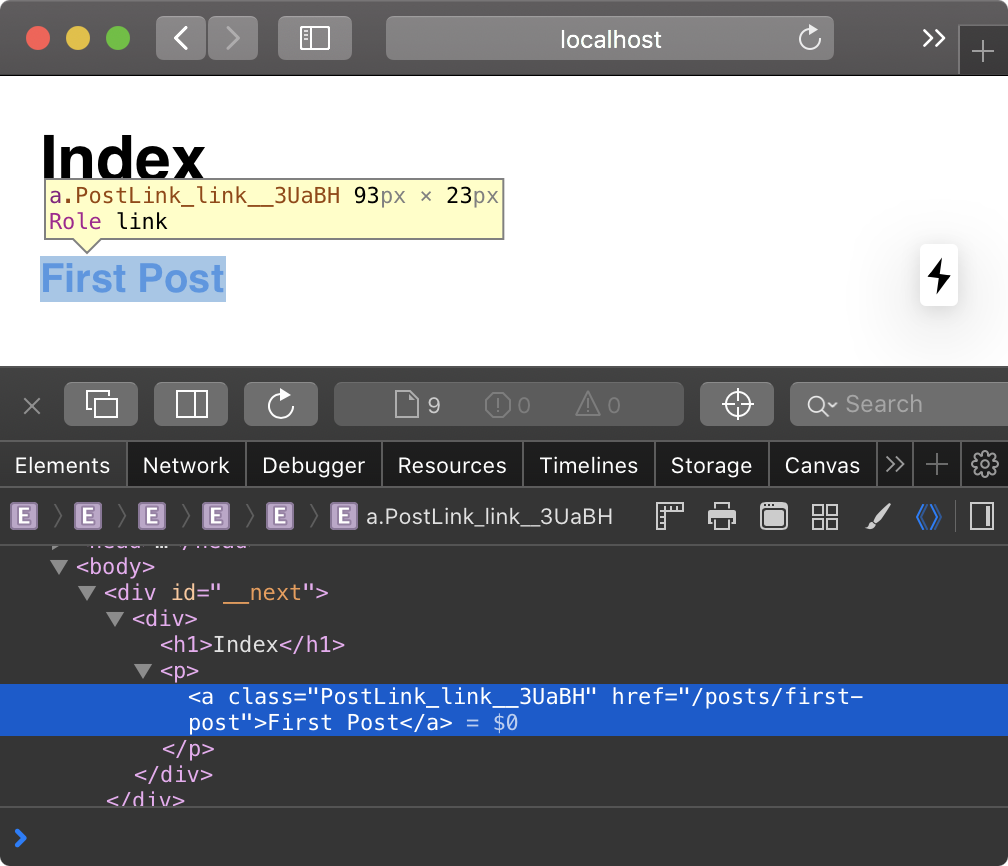 localhost
Index
a.PostLink_link__3UaBH 93px × 23px
Role link
First Post
9 0 0 Search
Elements Network Debugger Resources Timelines Storage Canvas
E E E E E E a.PostLink_link__3UaBH
<body>
<div id="__next">
<div>
<h1>Index</h1>
<p>
<a class="PostLink_link__3UaBH" href="/posts/first-
post">First Post</a> = $0
</p>
</div>
</div>